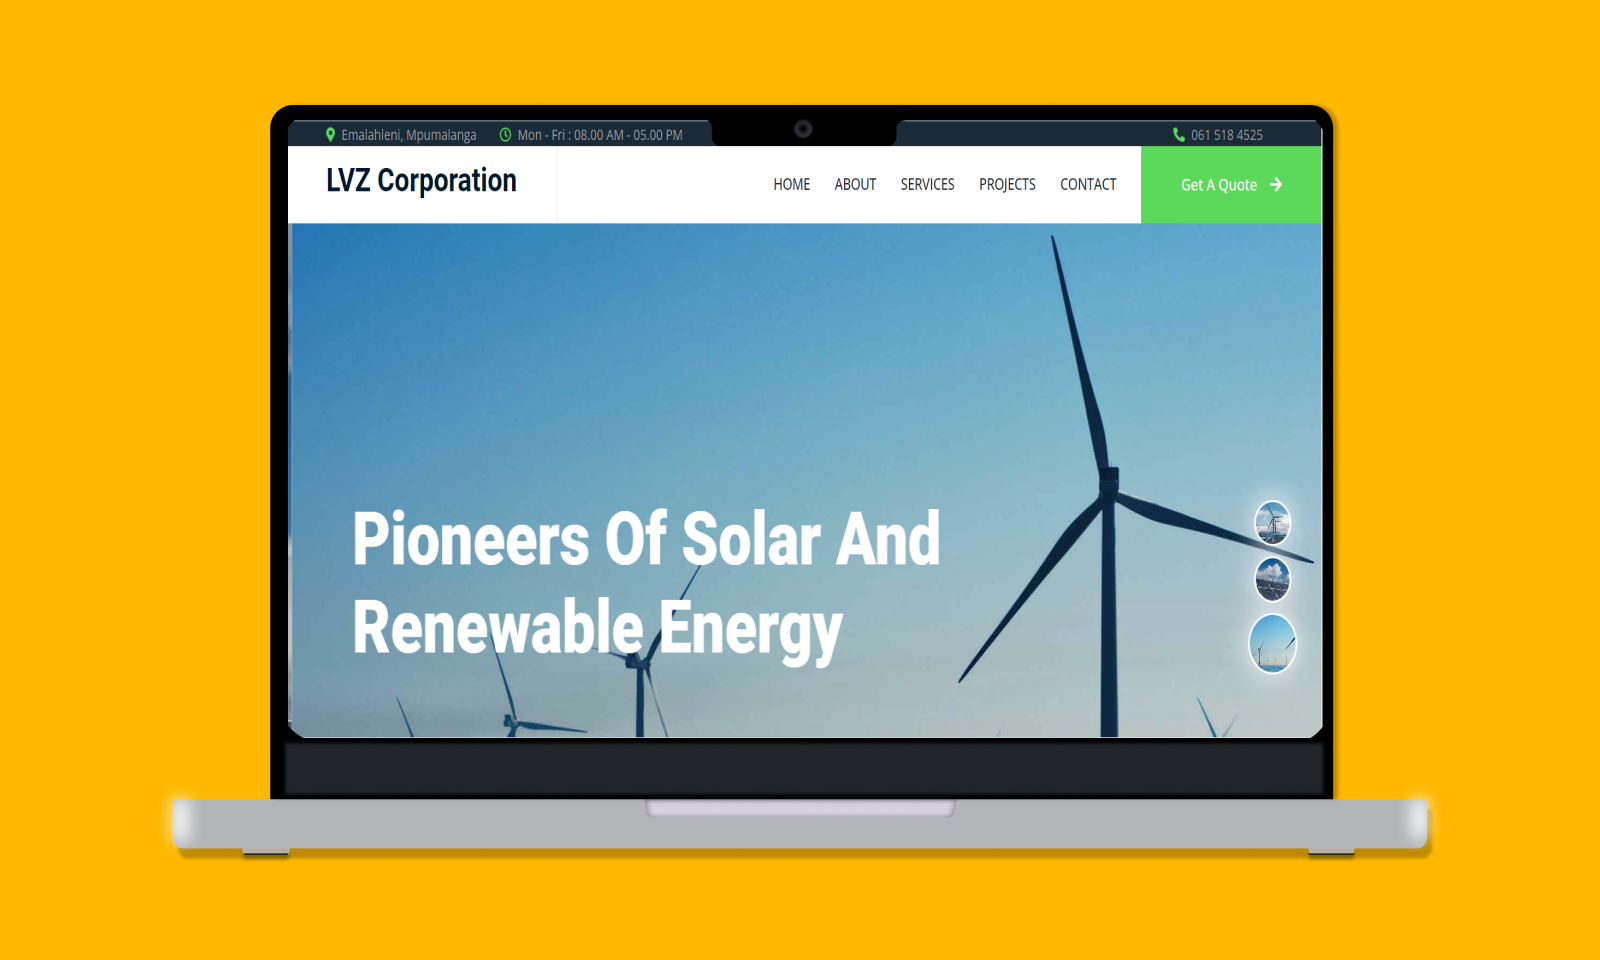 Emalahleni, Mpumalanga Mon - Fri : 08.00 AM - 05.00 PM 061 518 4525
LVZ Corporation HOME ABOUT SERVICES PROJECTS CONTACT Get A Quote
Pioneers Of Solar And
Renewable Energy